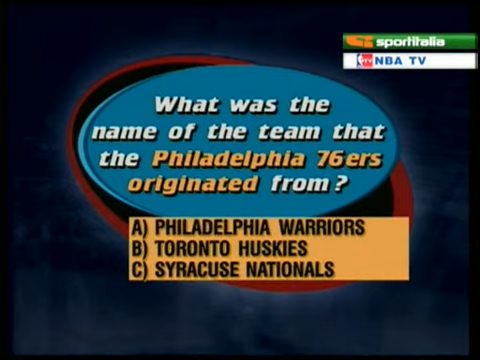 sportitalia
NBA TV
What was the
name of the team that
the Philadelphia 76ers
originated from?
A) PHILADELPHIA WARRIORS
B) TORONTO HUSKIES
C) SYRACUSE NATIONALS